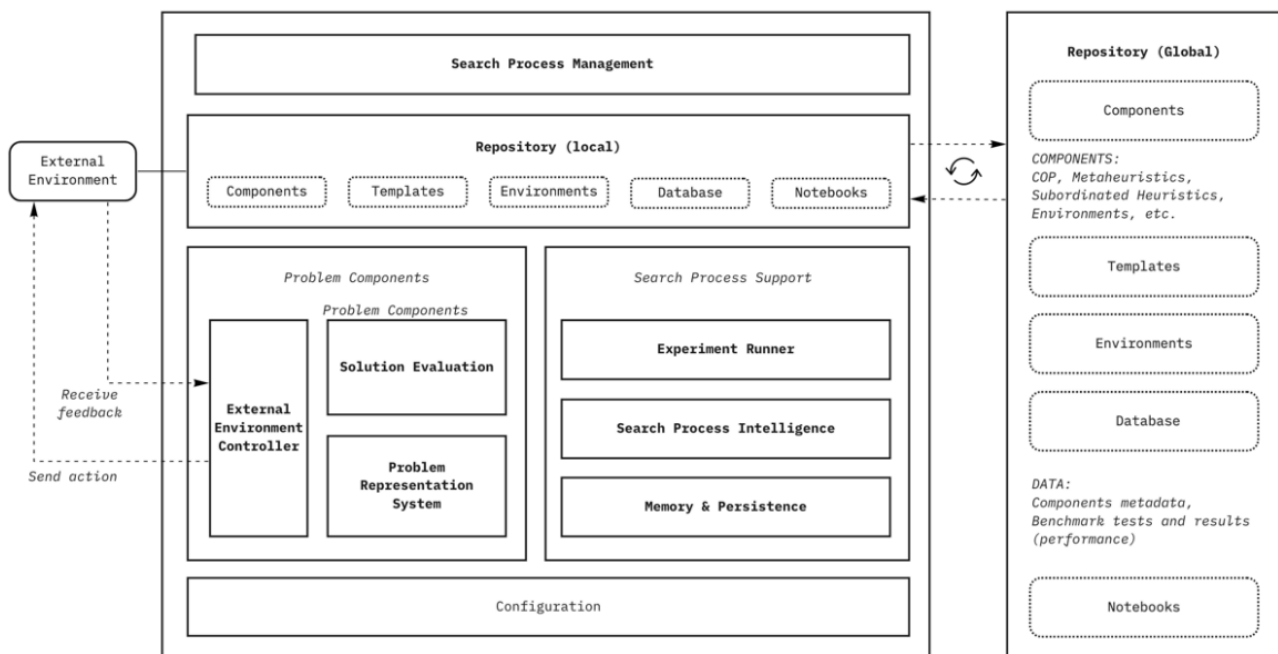 Search Process Management
Repository (local)
Components
Templates
Environments
Database
Notebooks
External
Environment
Receive
feedback
Send action
Problem Components
Problem Components
External
Environment
Controller
Solution Evaluation
Problem
Representation
System
Search Process Support
Experiment Runner
Search Process Intelligence
Memory & Persistence
Configuration
Repository (Global)
Components
COMPONENTS:
COP, Metaheuristics,
Subordinated Heuristics,
Environments, etc.
Templates
Environments
Database
DATA:
Components metadata,
Benchmark tests and results
(performance)
Notebooks